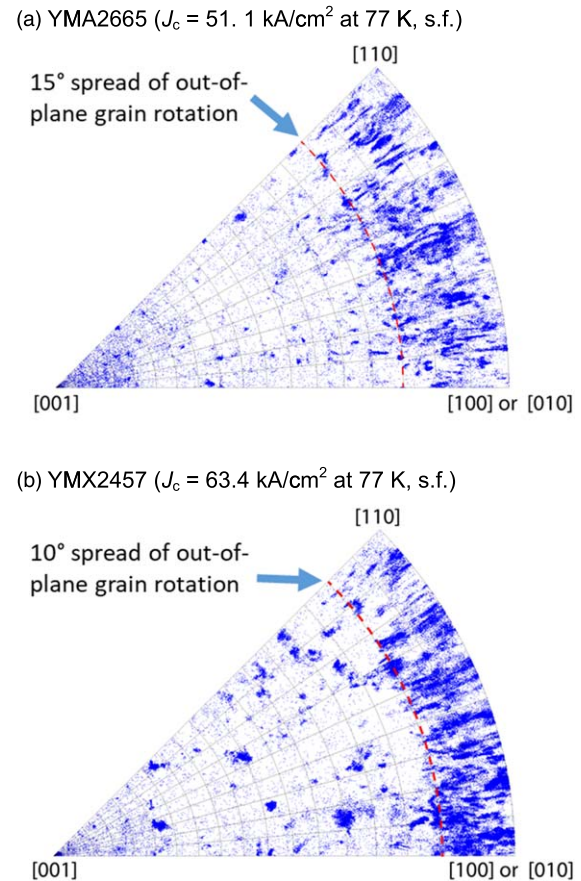 (a) YMA2665 (Jc = 51. 1 kA/cm² at 77 K, s.f.)
[110]
15° spread of out-of-
plane grain rotation
[001]
[100] or [010]
(b) YMX2457 (Jc = 63.4 kA/cm² at 77 K, s.f.)
[110]
10° spread of out-of-
plane grain rotation
[001]
[100] or [010]